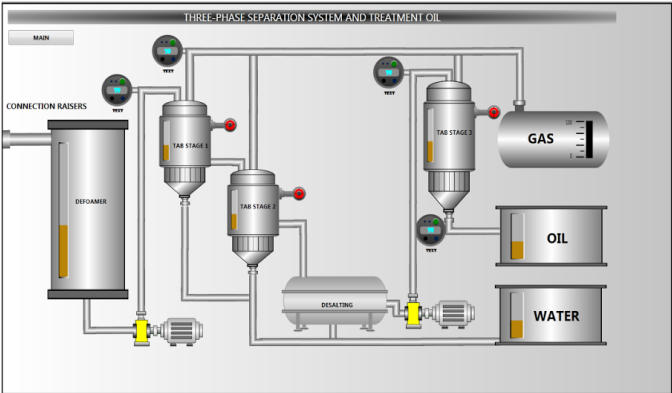 THREE-PHASE SEPARATION SYSTEM AND TREATMENT OIL
MAIN
TEST
TEST
TEST
CONNECTION RAISERS
TAB STAGE 1
TAB STAGE 3
GAS
DEFOAMER
TAB STAGE 2
TEST
OIL
DESALTING
WATER